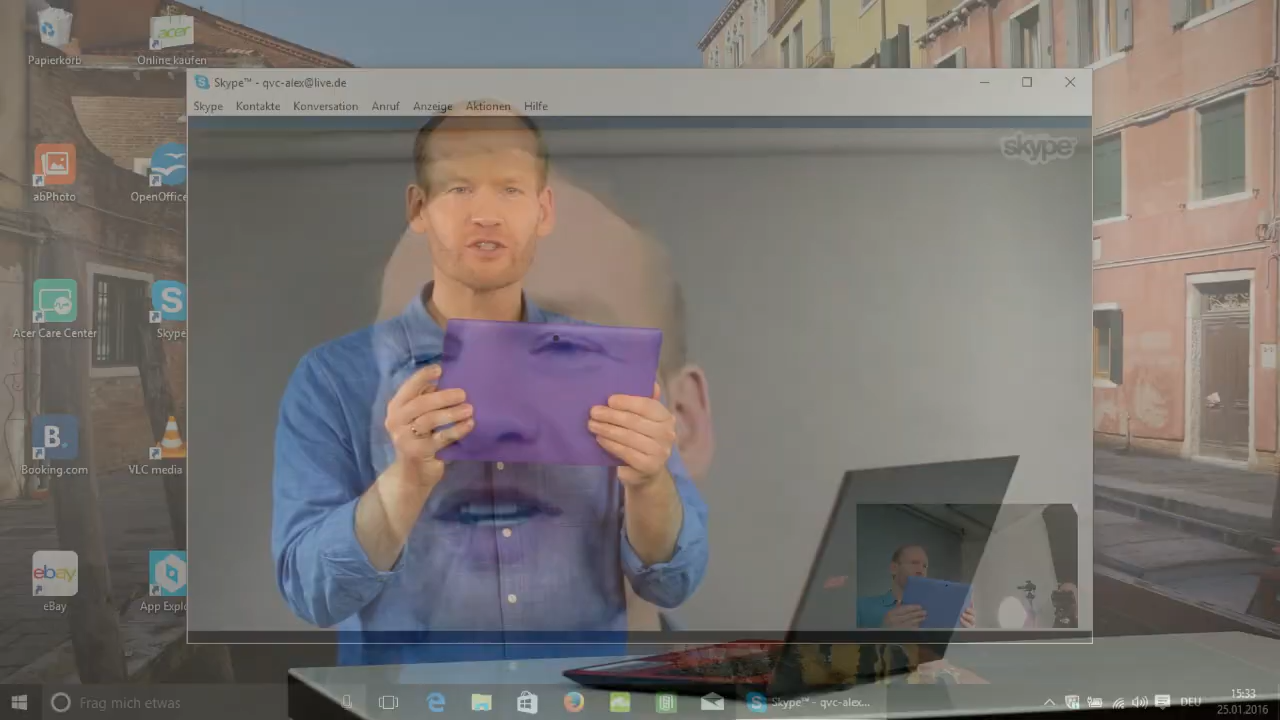 Papierkorb
acer
Online kaufen
Skype™ - qvc-alex@live.de
Skype Kontakte Konversation Anruf Anzeige Aktionen Hilfe
skype
abPhoto
OpenOffice
Acer Care Center
S
Skype
B.
Booking.com
VLC media
ebay
eBay
App Explo
Frag mich etwas
Skype™ - qvc-alex...
DEU
15:33
25.01.2016